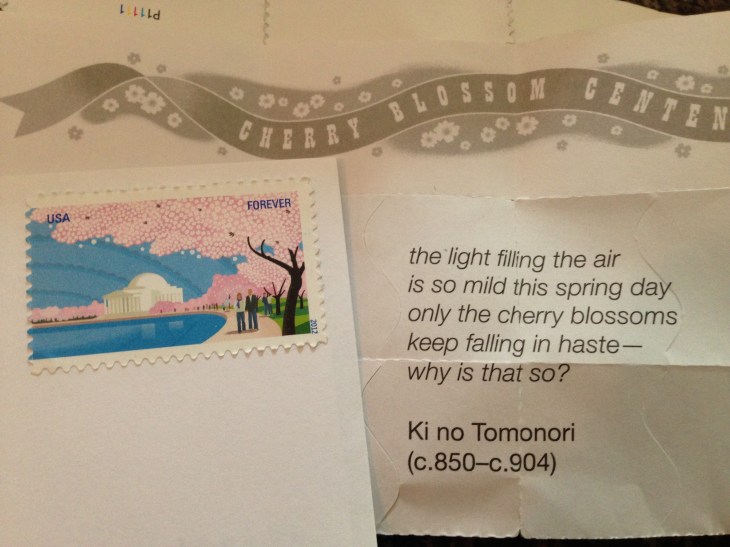 P11111
CHERRY BLOSSOM CENTEN
USA FOREVER
2012
the light filling the air
is so mild this spring day
only the cherry blossoms
keep falling in haste—
why is that so?
Ki no Tomonori
(c.850–c.904)